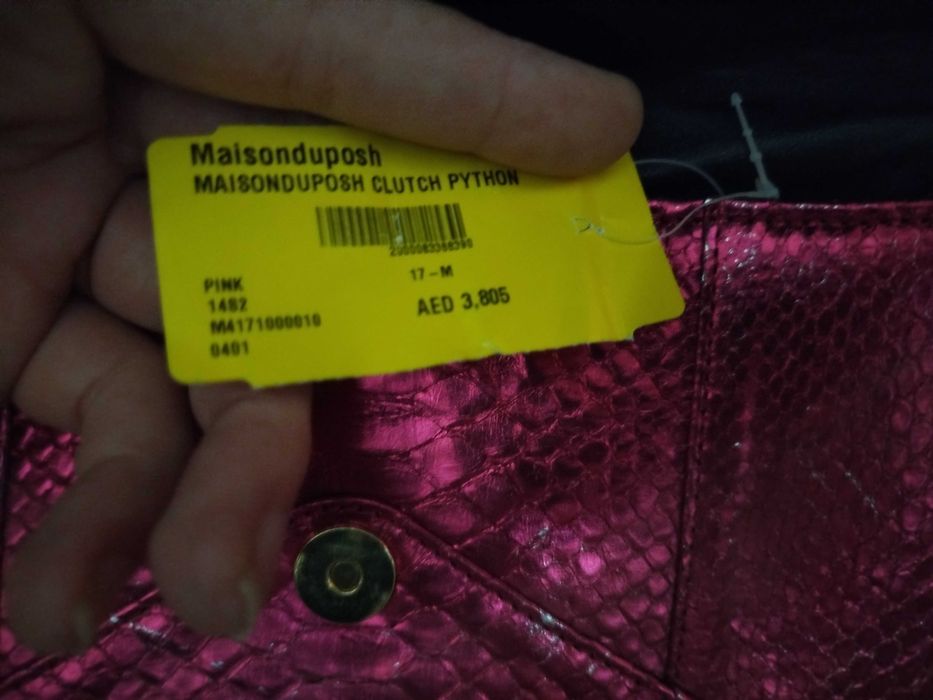 Maisonduposh
MAISONDUPOSH CLUTCH PYTHON
PINK
17-M
1482
AED 3,805
M4171000010
0401